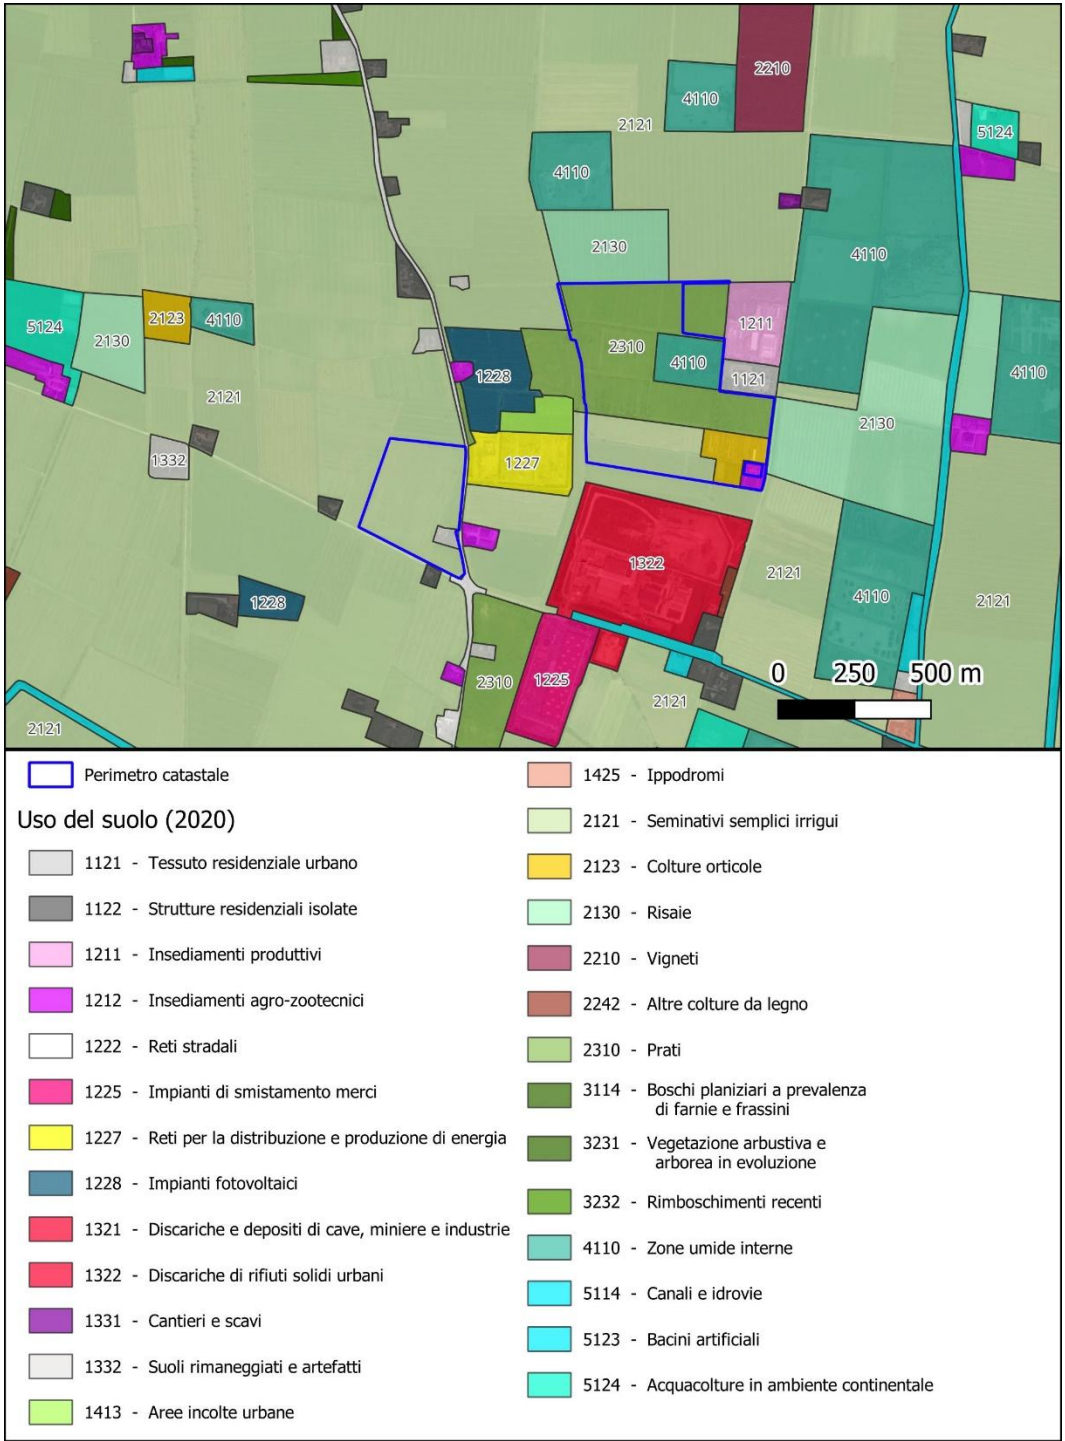 2210
4110
2121
5124
4110
2130
4110
5124
2130
2123
4110
2310
1211
4110
1121
4110
1228
2121
2130
1332
1227
1322
2121
4110
2121
1228
2310
1225
2121
2121
0 250 500 m
Perimetro catastale
Uso del suolo (2020)
1121 - Tessuto residenziale urbano
1122 - Strutture residenziali isolate
1211 - Insediamenti produttivi
1212 - Insediamenti agro-zootecnici
1222 - Reti stradali
1225 - Impianti di smistamento merci
1227 - Reti per la distribuzione e produzione di energia
1228 - Impianti fotovoltaici
1321 - Discariche e depositi di cave, miniere e industrie
1322 - Discariche di rifiuti solidi urbani
1331 - Cantieri e scavi
1332 - Suoli rimaneggiati e artefatti
1413 - Aree incolte urbane
1425 - Ippodromi
2121 - Seminativi semplici irrigui
2123 - Colture orticole
2130 - Risaie
2210 - Vigneti
2242 - Altre colture da legno
2310 - Prati
3114 - Boschi planiziari a prevalenza
di farnie e frassini
3231 - Vegetazione arbustiva e
arborea in evoluzione
3232 - Rimboschimenti recenti
4110 - Zone umide interne
5114 - Canali e idrovie
5123 - Bacini artificiali
5124 - Acquacolture in ambiente continentale